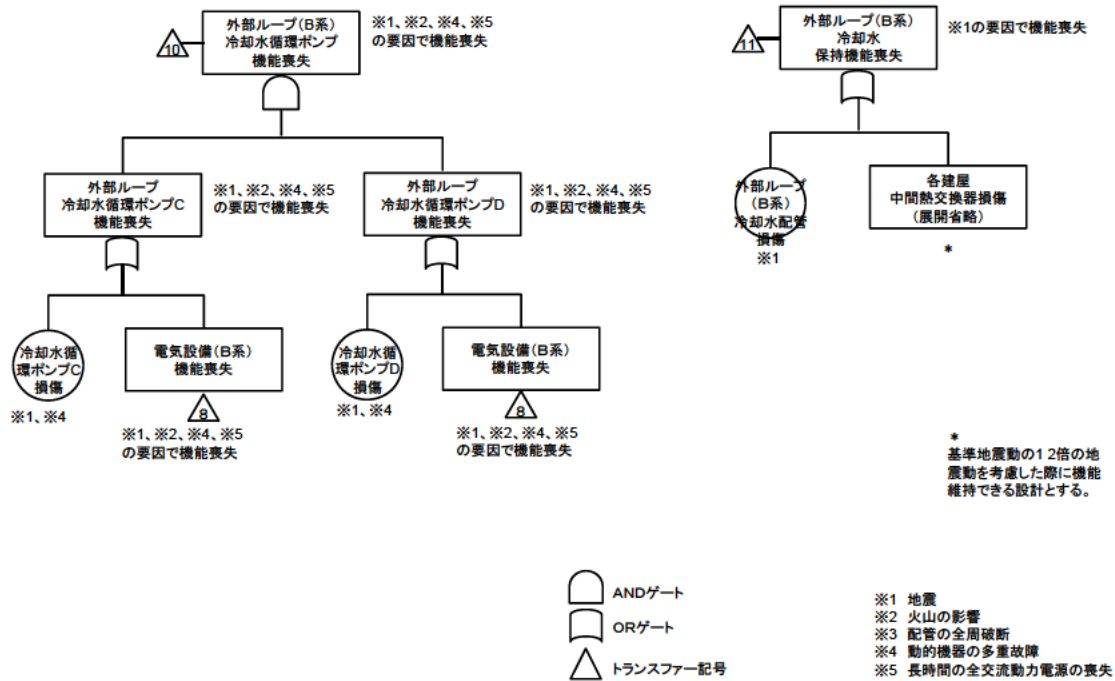 10
外部ループ(B系)
冷却水循環ポンプ
機能喪失
※1、※2、※4、※5
の要因で機能喪失
11
外部ループ(B系)
冷却水
保持機能喪失
※1の要因で機能喪失
外部ループ
冷却水循環ポンプC
機能喪失
※1、※2、※4、※5
の要因で機能喪失
外部ループ
冷却水循環ポンプD
機能喪失
※1、※2、※4、※5
の要因で機能喪失
外部ループ
(B系)
冷却水配管
損傷
※1
各建屋
中間熱交換器損傷
(展開省略)
*
冷却水循
環ポンプC
損傷
※1、※4
電気設備(B系)
機能喪失
8
※1、※2、※4、※5
の要因で機能喪失
冷却水循
環ポンプD
損傷
※1、※4
電気設備(B系)
機能喪失
8
※1、※2、※4、※5
の要因で機能喪失
*
基準地震動の1 2倍の地
震動を考慮した際に機能
維持できる設計とする。
ANDゲート
ORゲート
トランスファー記号
※1 地震
※2 火山の影響
※3 配管の全周破断
※4 動的機器の多重故障
※5 長時間の全交流動力電源の喪失